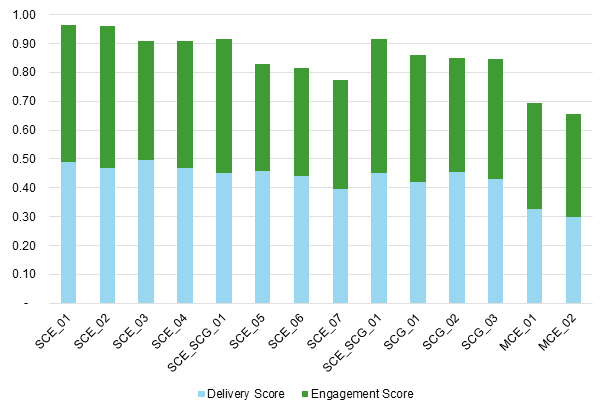 1.00
0.90
0.80
0.70
0.60
0.50
0.40
0.30
0.20
0.10
-
SCE_01
SCE_02
SCE_03
SCE_04
SCE_SCG_01
SCE_05
SCE_06
SCE_07
SCE_SCG_01
SCG_01
SCG_02
SCG_03
MCE_01
MCE_02
Delivery Score
Engagement Score